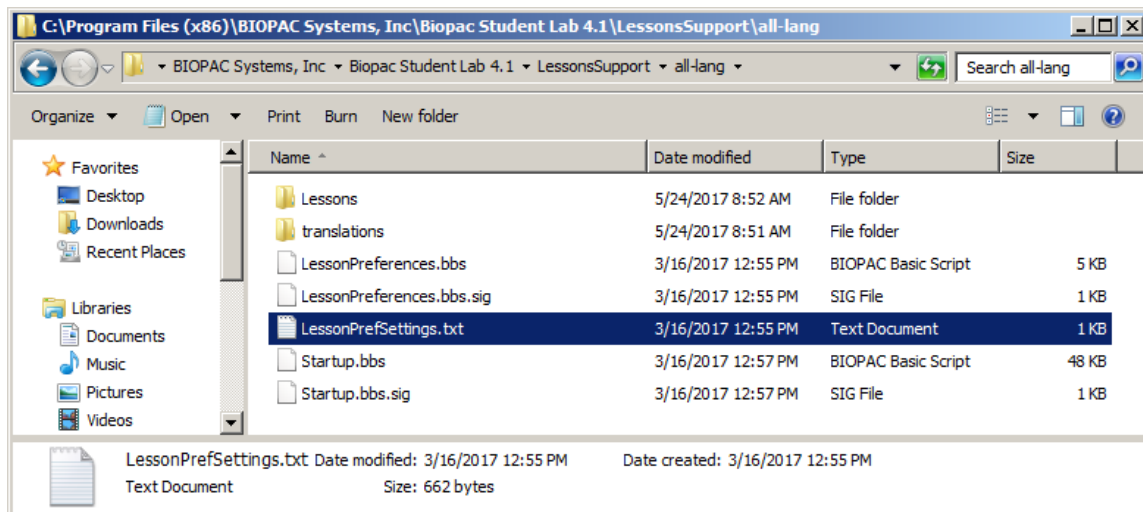 C:\Program Files (x86)\BIOPAC Systems, Inc\Biopac Student Lab 4.1\LessonsSupport\all-lang
BIOPAC Systems, Inc Biopac Student Lab 4.1 LessonsSupport all-lang Search all-lang
Organize Open Print Burn New folder
Favorites
Desktop
Downloads
Recent Places
Libraries
Documents
Music
Pictures
Videos
Name Date modified Type Size
Lessons 5/24/2017 8:52 AM File folder
translations 5/24/2017 8:51 AM File folder
LessonPreferences.bbs 3/16/2017 12:55 PM BIOPAC Basic Script 5 KB
LessonPreferences.bbs.sig 3/16/2017 12:55 PM SIG File 1 KB
LessonPrefSettings.txt 3/16/2017 12:55 PM Text Document 1 KB
Startup.bbs 3/16/2017 12:57 PM BIOPAC Basic Script 48 KB
Startup.bbs.sig 3/16/2017 12:57 PM SIG File 1 KB
LessonPrefSettings.txt Date modified: 3/16/2017 12:55 PM Date created: 3/16/2017 12:55 PM
Text Document Size: 662 bytes